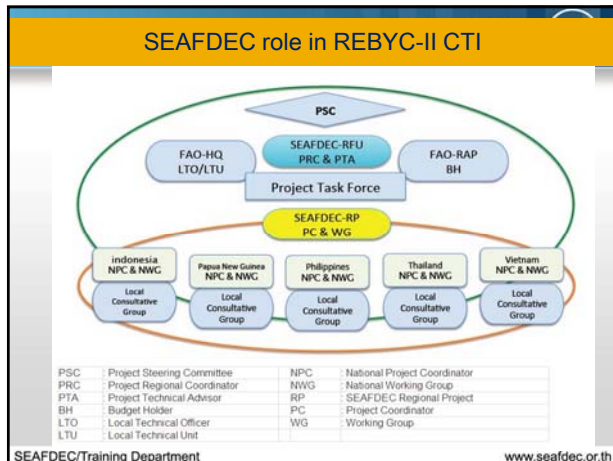 SEAFDEC role in REBYC-II CTI
PSC
FAO-HQ
LTO/LTU
SEAFDEC-RFU
PRC & PTA
FAO-RAP
BH
Project Task Force
SEAFDEC-RP
PC & WG
indonesia
NPC & NWG
Papua New Guinea
NPC & NWG
Philippines
NPC & NWG
Thailand
NPC & NWG
Vietnam
NPC & NWG
Local
Consultative
Group
Local
Consultative
Group
Local
Consultative
Group
Local
Consultative
Group
Local
Consultative
Group
PSC : Project Steering Committee NPC : National Project Coordinator
PRC : Project Regional Coordinator NWG : National Working Group
PTA : Project Technical Advisor RP : SEAFDEC Regional Project
BH : Budget Holder PC : Project Coordinator
LTO : Local Technical Officer WG : Working Group
LTU : Local Technical Unit
SEAFDEC/Training Department www.seafdec.or.th